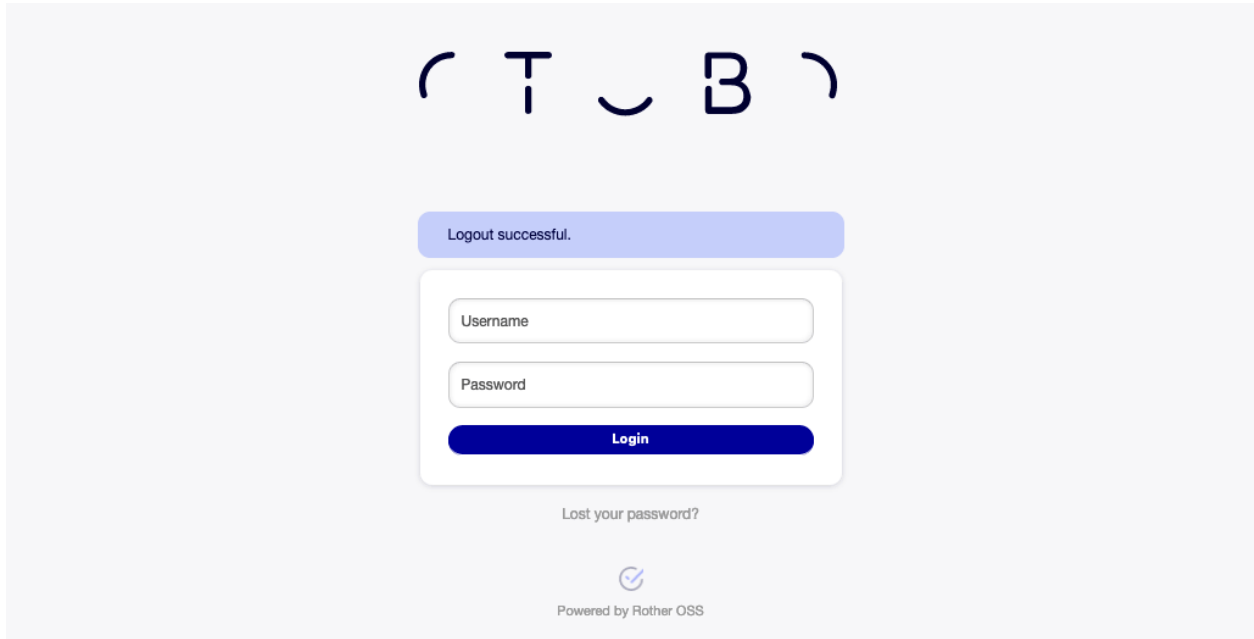 T B
Logout successful.
Username
Password
Login
Lost your password?
Powered by Rother OSS